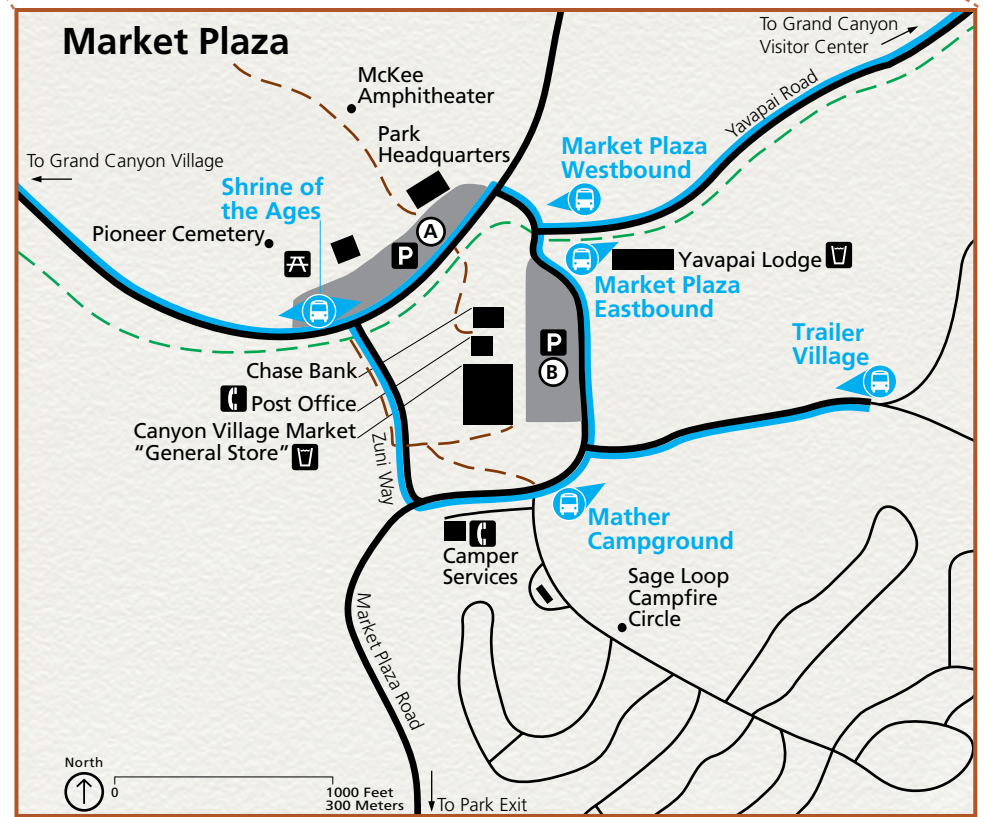 Market Plaza
To Grand Canyon
Visitor Center
McKee
Amphitheater
Yavapai Road
Park
Headquarters
Market Plaza
Westbound
To Grand Canyon Village
Shrine of
the Ages
A
Pioneer Cemetery
P
Yavapai Lodge
Market Plaza
Eastbound
Trailer
Village
P
B
Chase Bank
Post Office
Canyon Village Market
“General Store”
Zuni Way
Mather
Campground
Camper
Services
Sage Loop
Campfire
Circle
Market Plaza Road
North
0
1000 Feet
300 Meters
To Park Exit